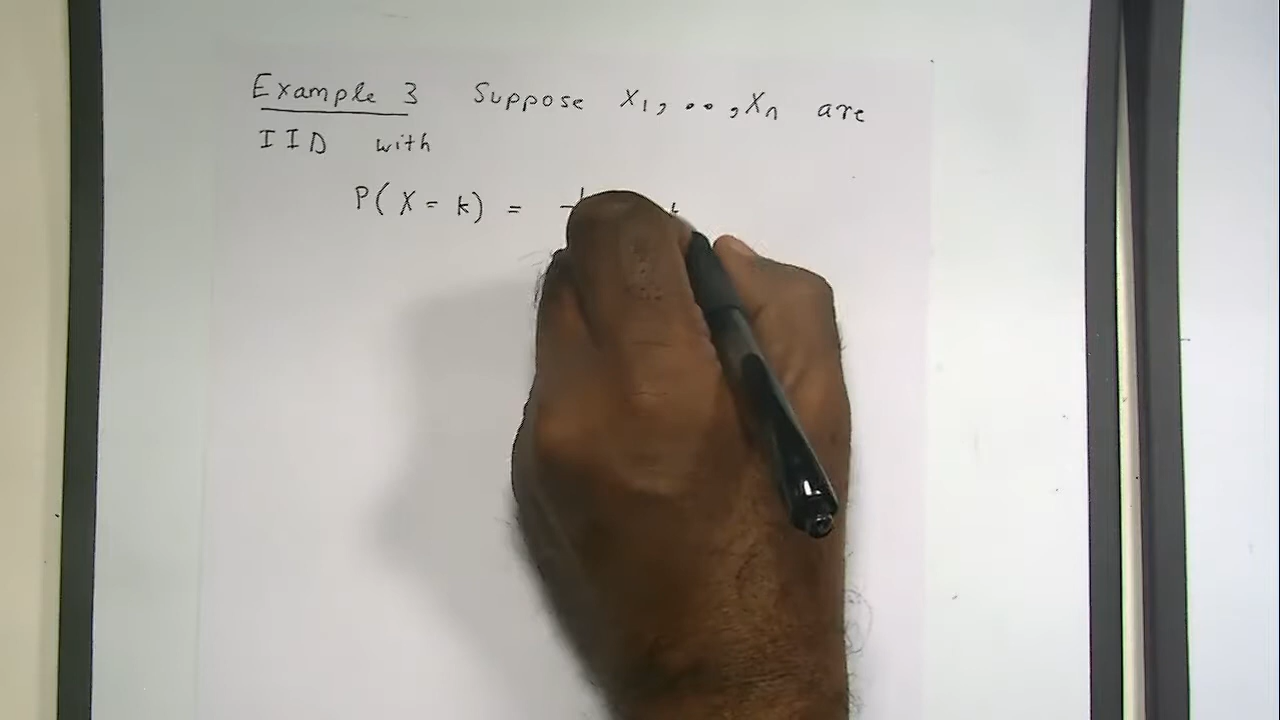 Example 3 Suppose X1, .. , Xn are
IID with
P(X = k) =